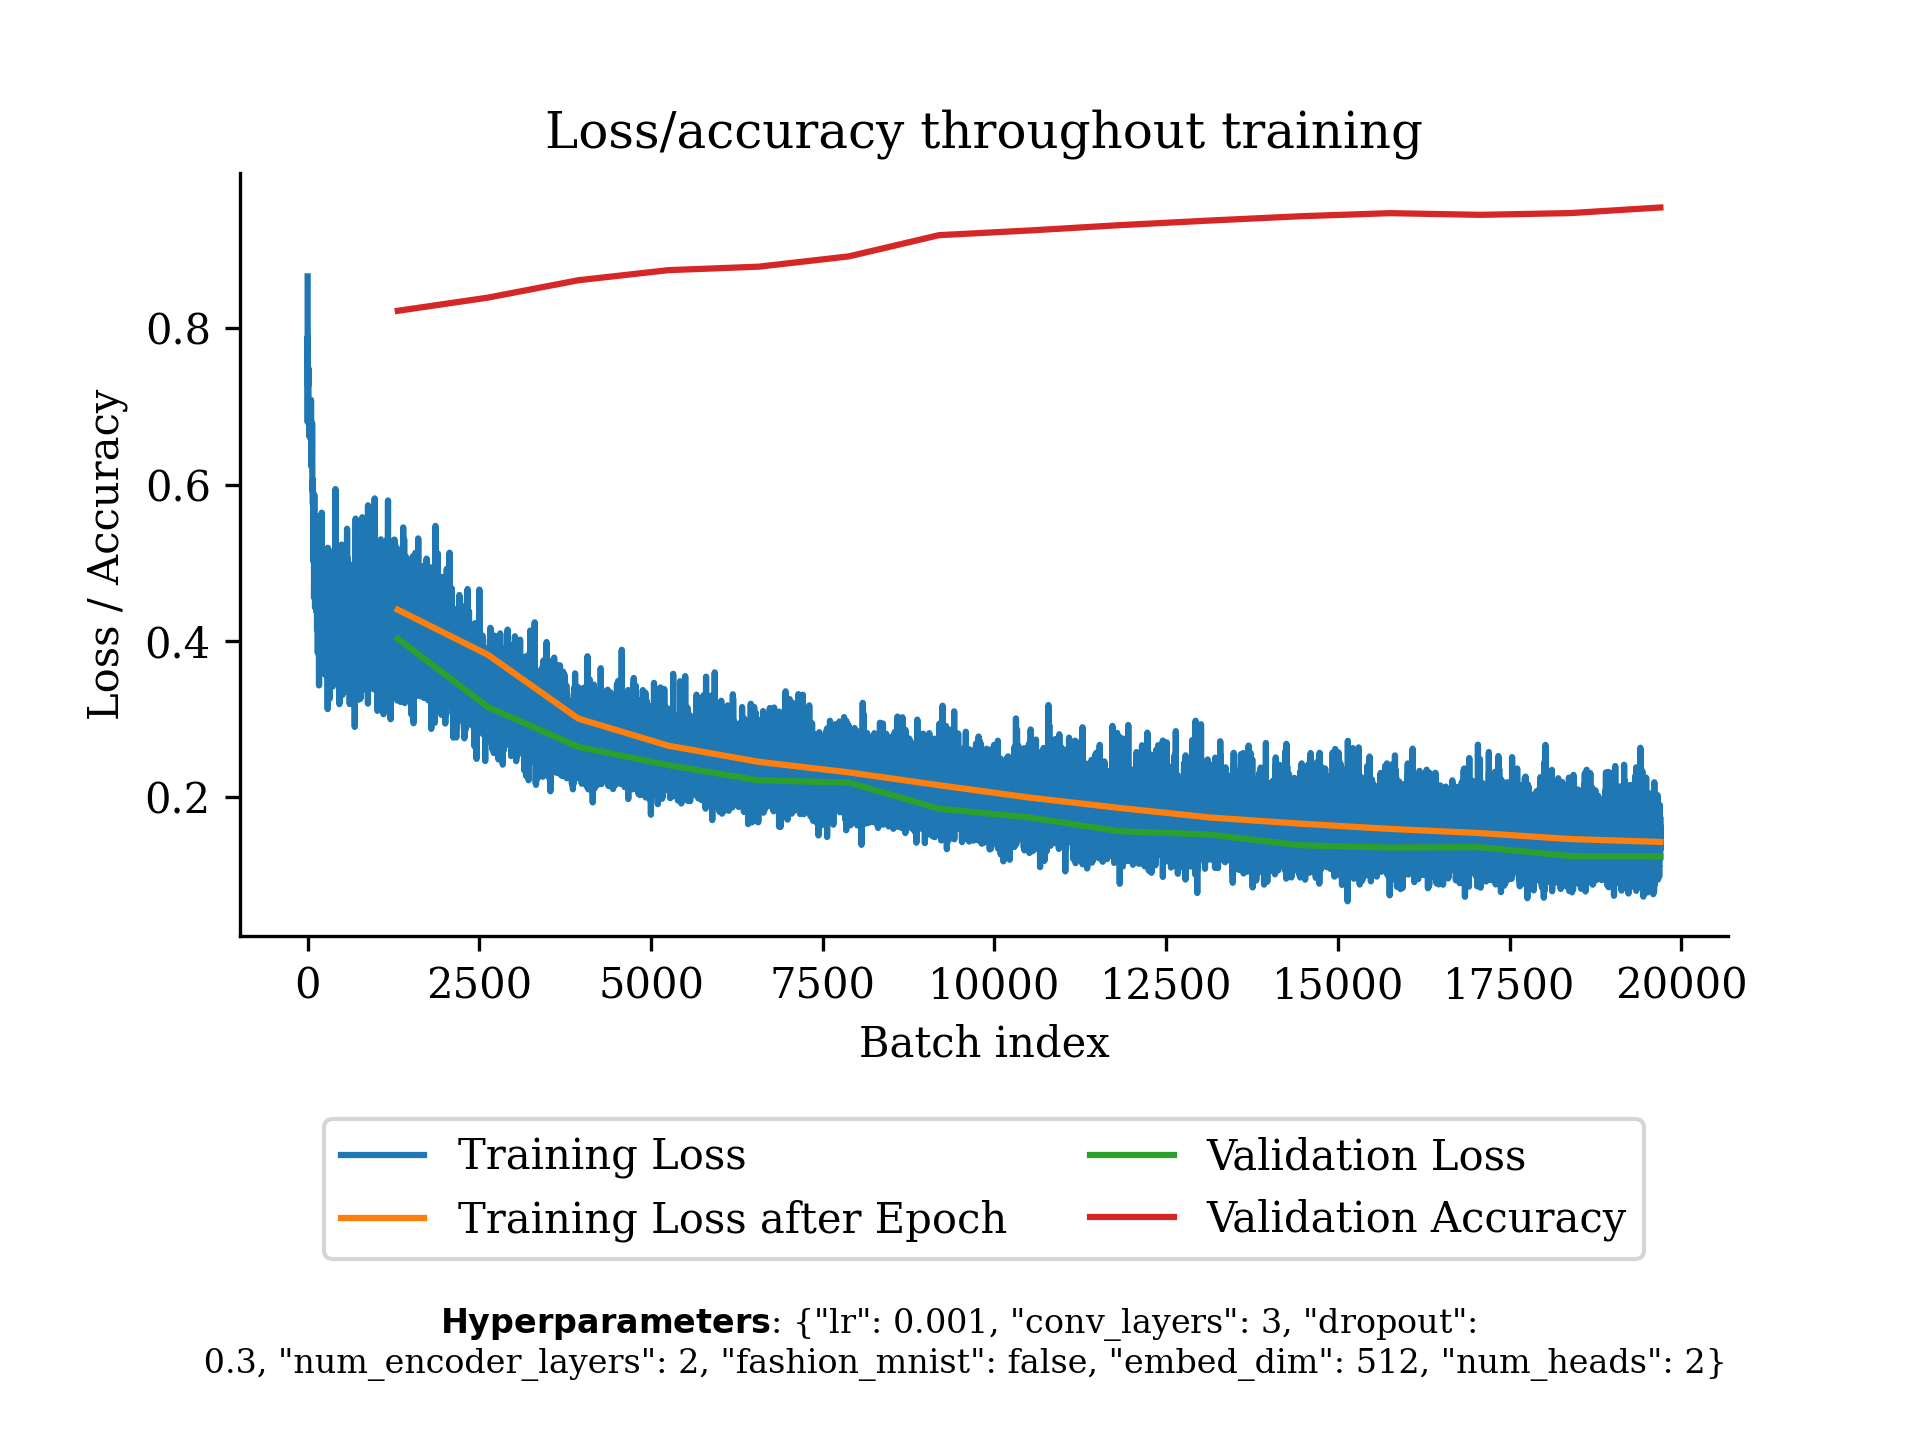 Loss/accuracy throughout training
Loss / Accuracy
0.8
0.6
0.4
0.2
0 2500 5000 7500 10000 12500 15000 17500 20000
Batch index
Training Loss
Training Loss after Epoch
Validation Loss
Validation Accuracy
Hyperparameters: {"lr": 0.001, "conv_layers": 3, "dropout":
0.3, "num_encoder_layers": 2, "fashion_mnist": false, "embed_dim": 512, "num_heads": 2}